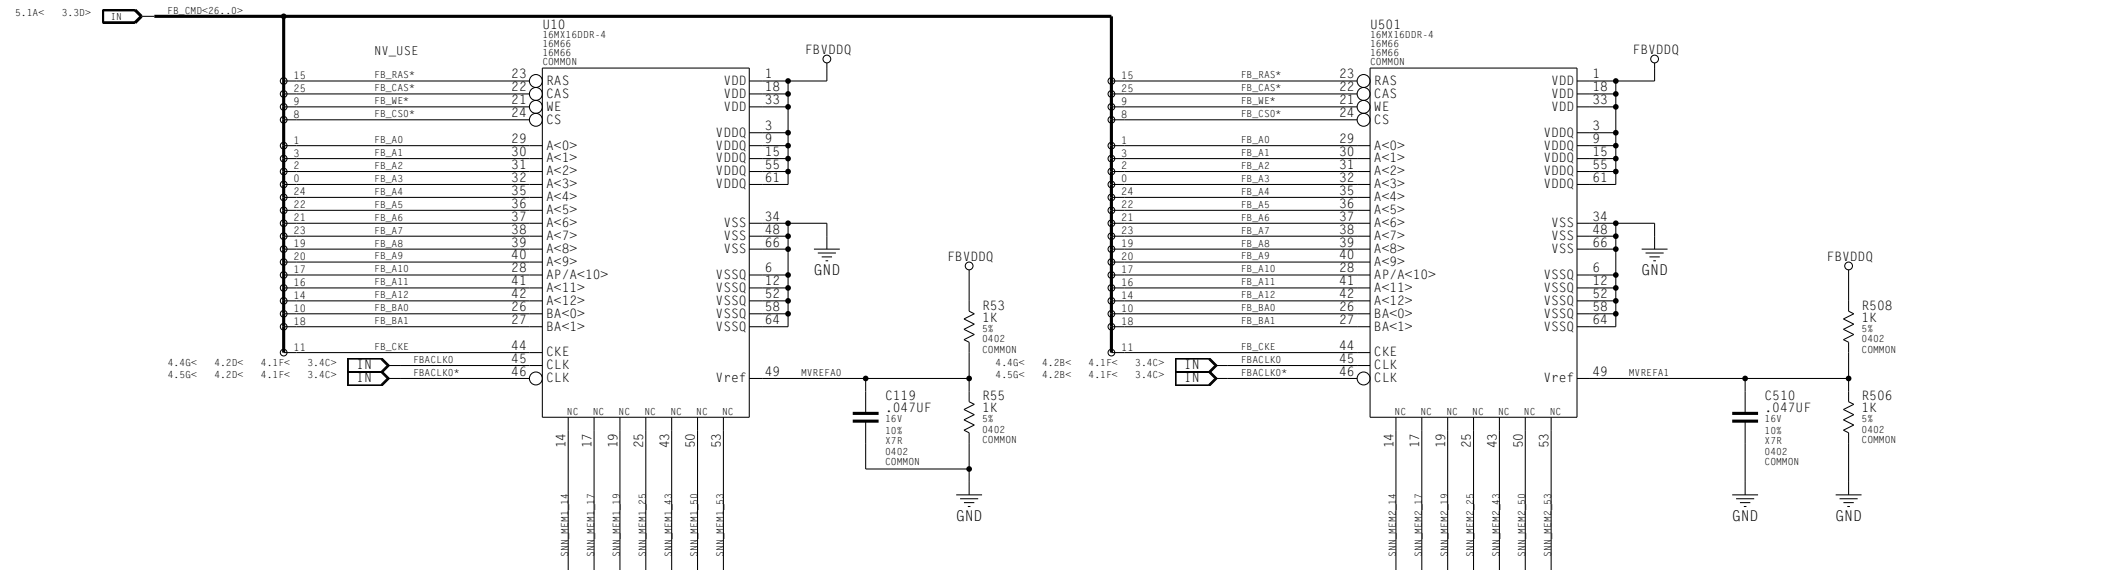 5.1A< 3.3D> IN FB_CMD<26..0>
U10
16MX16DDR-4
16M66
16M66
COMMON
NV_USE
FBVDDQ
15 FB_RAS* 23 RAS VDD 1
25 FB_CAS* 22 CAS VDD 18
9 FB_WE* 21 WE VDD 33
8 FB_CS0* 24 CS
VDDQ 3
1 FB_A0 29 A<0> VDDQ 9
3 FB_A1 30 A<1> VDDQ 15
2 FB_A2 31 A<2> VDDQ 55
0 FB_A3 32 A<3> VDDQ 61
24 FB_A4 35 A<4>
22 FB_A5 36 A<5>
21 FB_A6 37 A<6> VSS 34
23 FB_A7 38 A<7> VSS 48
19 FB_A8 39 A<8> VSS 66
20 FB_A9 40 A<9>
17 FB_A10 28 AP/A<10> VSSQ 6
16 FB_A11 41 A<11> VSSQ 12
14 FB_A12 42 A<12> VSSQ 52
10 FB_BA0 26 BA<0> VSSQ 58
18 FB_BA1 27 BA<1> VSSQ 64
GND
11 FB_CKE 44 CKE
4.4G< 4.2D< 4.1F< 3.4C> IN FBACLK0 45 CLK
4.5G< 4.2D< 4.1F< 3.4C> IN FBACLK0* 46 CLK
Vref 49 MVREFA0
NC NC NC NC NC NC NC
14 17 19 25 43 50 53
SNN_MEM1_14
SNN_MEM1_17
SNN_MEM1_19
SNN_MEM1_25
SNN_MEM1_43
SNN_MEM1_50
SNN_MEM1_53
FBVDDQ
R53
1K
5%
0402
COMMON
C119
.047UF
16V
10%
X7R
0402
COMMON
R55
1K
5%
0402
COMMON
GND
U501
16MX16DDR-4
16M66
16M66
COMMON
FBVDDQ
15 FB_RAS* 23 RAS VDD 1
25 FB_CAS* 22 CAS VDD 18
9 FB_WE* 21 WE VDD 33
8 FB_CS0* 24 CS
VDDQ 3
1 FB_A0 29 A<0> VDDQ 9
3 FB_A1 30 A<1> VDDQ 15
2 FB_A2 31 A<2> VDDQ 55
0 FB_A3 32 A<3> VDDQ 61
24 FB_A4 35 A<4>
22 FB_A5 36 A<5>
21 FB_A6 37 A<6> VSS 34
23 FB_A7 38 A<7> VSS 48
19 FB_A8 39 A<8> VSS 66
20 FB_A9 40 A<9>
17 FB_A10 28 AP/A<10> VSSQ 6
16 FB_A11 41 A<11> VSSQ 12
14 FB_A12 42 A<12> VSSQ 52
10 FB_BA0 26 BA<0> VSSQ 58
18 FB_BA1 27 BA<1> VSSQ 64
GND
11 FB_CKE 44 CKE
4.4G< 4.2B< 4.1F< 3.4C> IN FBACLK0 45 CLK
4.5G< 4.2B< 4.1F< 3.4C> IN FBACLK0* 46 CLK
Vref 49 MVREFA1
NC NC NC NC NC NC NC
14 17 19 25 43 50 53
SNN_MEM2_14
SNN_MEM2_17
SNN_MEM2_19
SNN_MEM2_25
SNN_MEM2_43
SNN_MEM2_50
SNN_MEM2_53
FBVDDQ
R508
1K
5%
0402
COMMON
C510
.047UF
16V
10%
X7R
0402
COMMON
R506
1K
5%
0402
COMMON
GND
GND